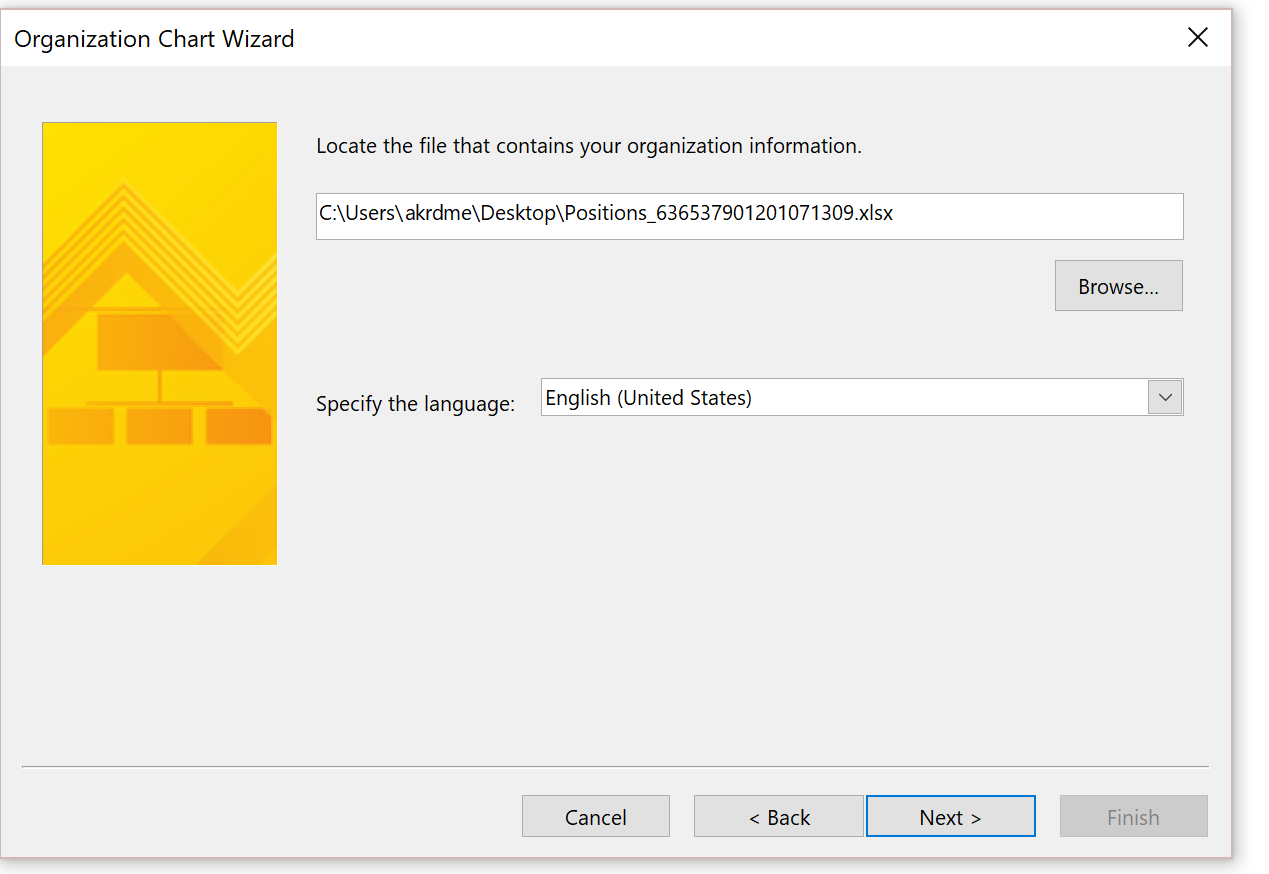 Organization Chart Wizard
Locate the file that contains your organization information.
C:\Users\akrdme\Desktop\Positions_636537901201071309.xlsx
Browse...
Specify the language: English (United States)
Cancel < Back Next > Finish